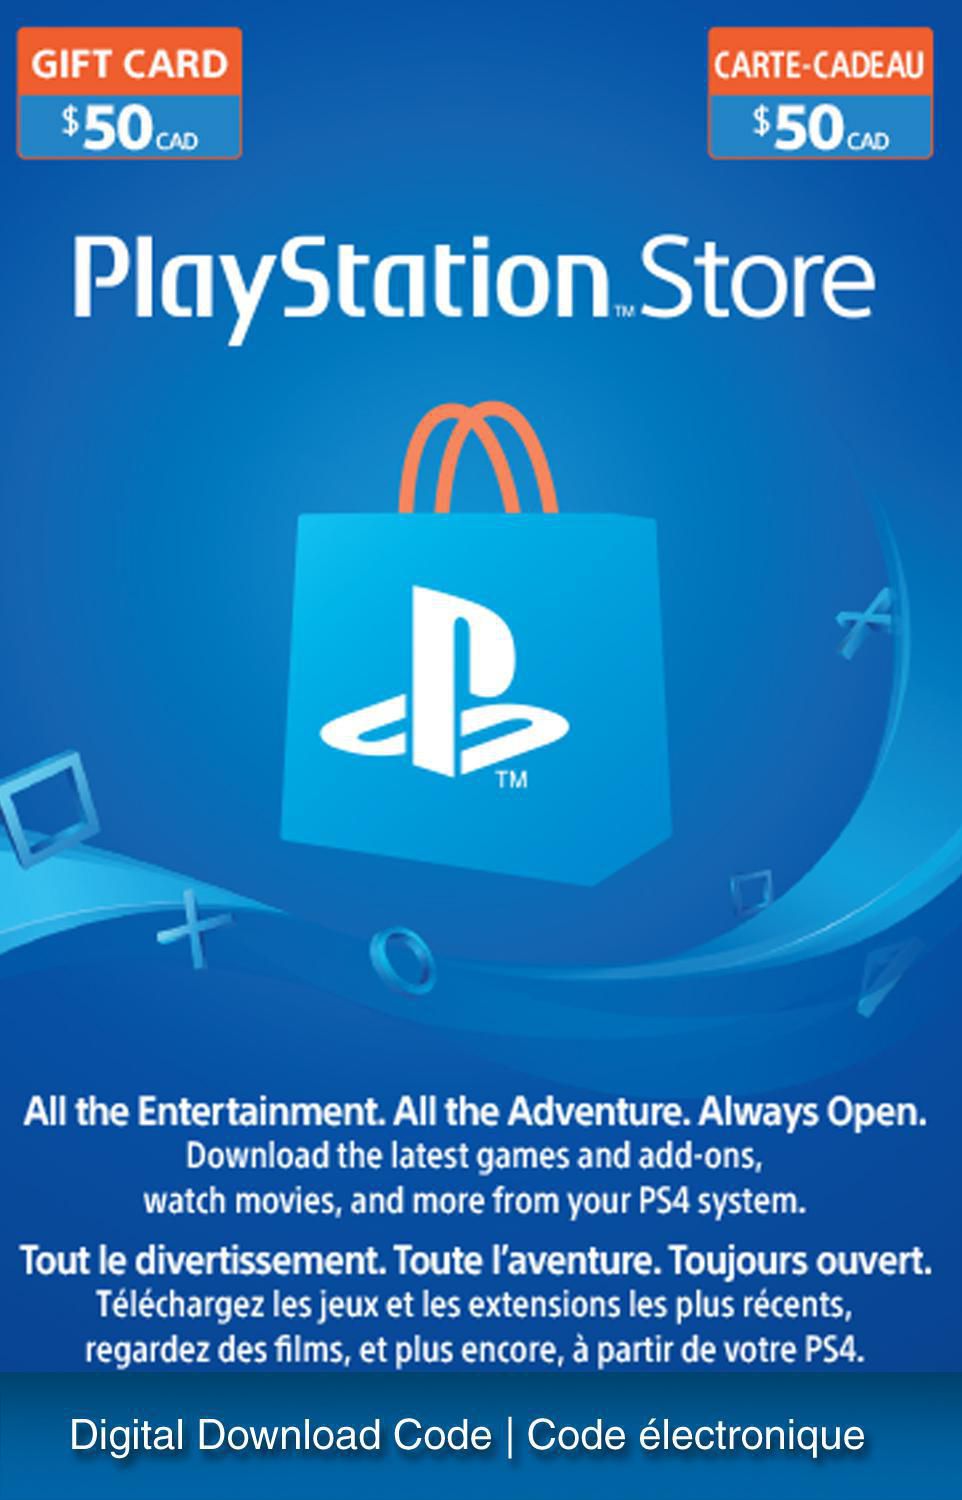 GIFT CARD
$50 CAD
CARTE-CADEAU
$50 CAD
PlayStation™Store
TM
All the Entertainment. All the Adventure. Always Open.
Download the latest games and add-ons,
watch movies, and more from your PS4 system.
Tout le divertissement. Toute l'aventure. Toujours ouvert.
Téléchargez les jeux et les extensions les plus récents,
regardez des films, et plus encore, à partir de votre PS4.
Digital Download Code | Code électronique